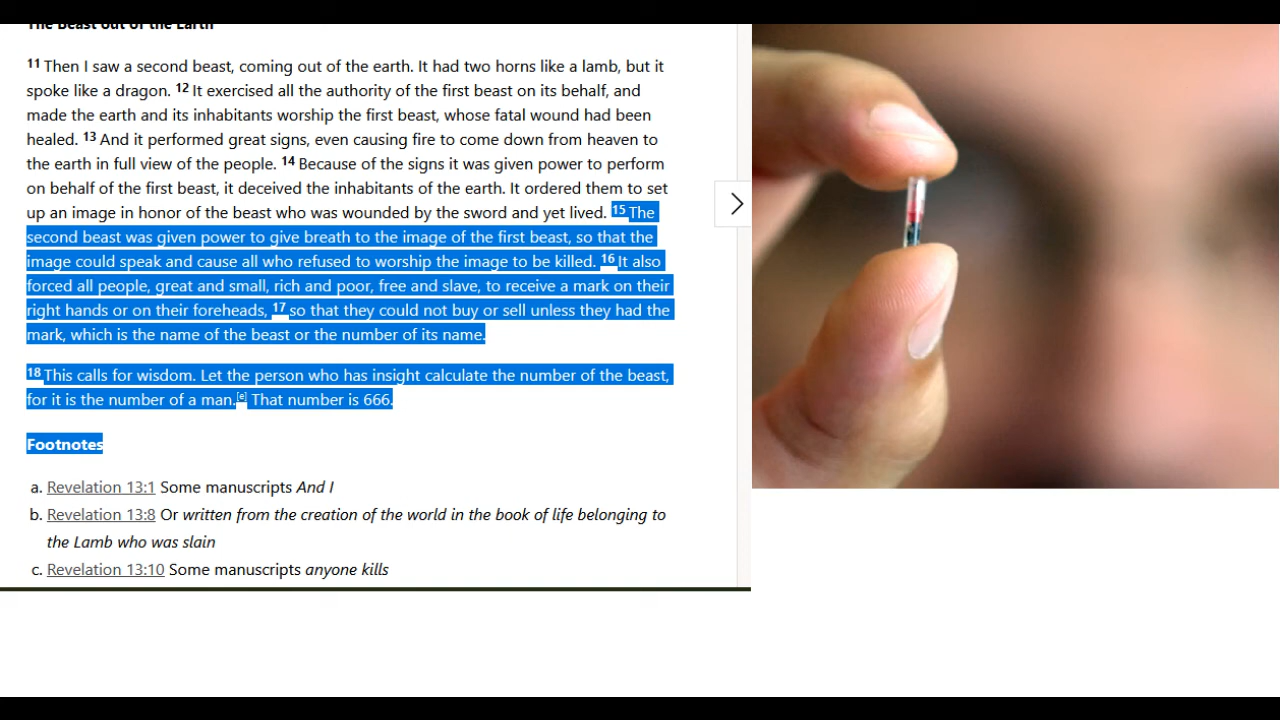 The Beast out of the Earth
11 Then I saw a second beast, coming out of the earth. It had two horns like a lamb, but it
spoke like a dragon. 12 It exercised all the authority of the first beast on its behalf, and
made the earth and its inhabitants worship the first beast, whose fatal wound had been
healed. 13 And it performed great signs, even causing fire to come down from heaven to
the earth in full view of the people. 14 Because of the signs it was given power to perform
on behalf of the first beast, it deceived the inhabitants of the earth. It ordered them to set
up an image in honor of the beast who was wounded by the sword and yet lived. 15 The
second beast was given power to give breath to the image of the first beast, so that the
image could speak and cause all who refused to worship the image to be killed. 16 It also
forced all people, great and small, rich and poor, free and slave, to receive a mark on their
right hands or on their foreheads, 17 so that they could not buy or sell unless they had the
mark, which is the name of the beast or the number of its name.
18 This calls for wisdom. Let the person who has insight calculate the number of the beast,
for it is the number of a man.[e] That number is 666.
Footnotes
a. Revelation 13:1 Some manuscripts And I
b. Revelation 13:8 Or written from the creation of the world in the book of life belonging to
the Lamb who was slain
c. Revelation 13:10 Some manuscripts anyone kills